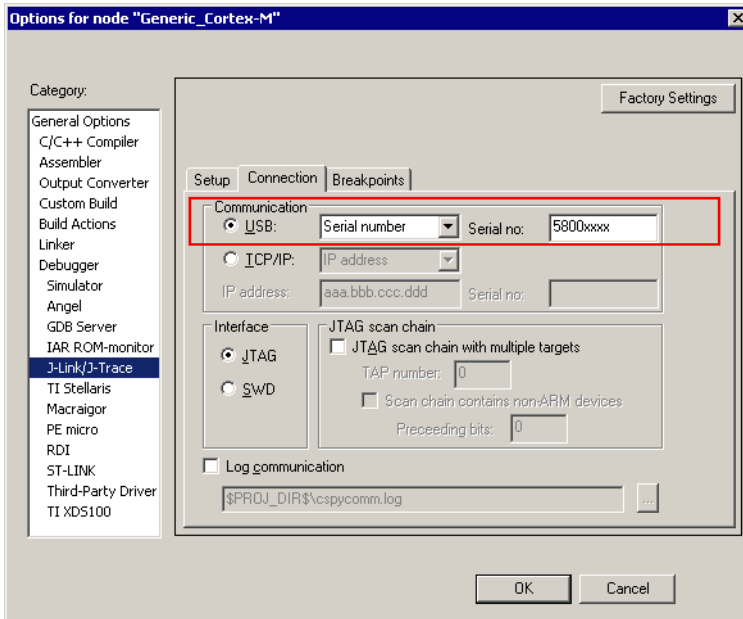 Options for node "Generic_Cortex-M"
Category:
General Options
C/C++ Compiler
Assembler
Output Converter
Custom Build
Build Actions
Linker
Debugger
Simulator
Angel
GDB Server
IAR ROM-monitor
J-Link/J-Trace
TI Stellaris
Macraigor
PE micro
RDI
ST-LINK
Third-Party Driver
TI XDS100
Factory Settings
Setup Connection Breakpoints
Communication
USB: Serial number Serial no: 5800xxxx
TCP/IP: IP address
IP address: aaa.bbb.ccc.ddd Serial no:
Interface
JTAG
SWD
JTAG scan chain
JTAG scan chain with multiple targets
TAP number: 0
Scan chain contains non-ARM devices
Preceeding bits: 0
Log communication
$PROJ_DIR$\cspycomm.log ...
OK Cancel